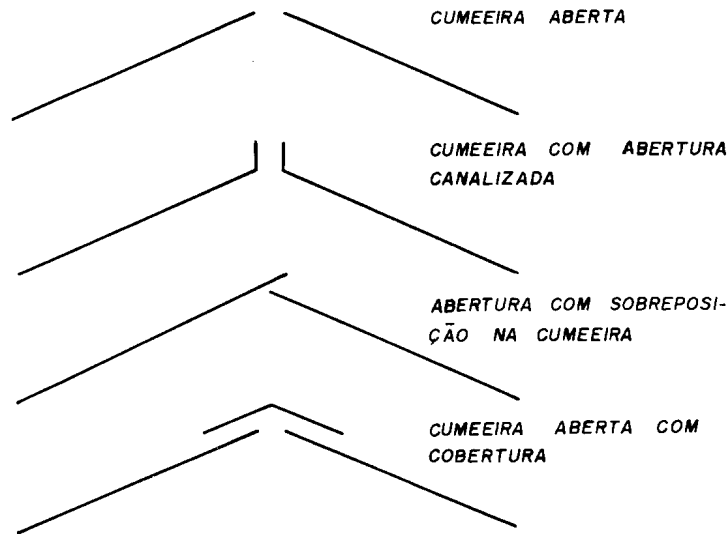 CUMEEIRA ABERTA
CUMEEIRA COM ABERTURA
CANALIZADA
ABERTURA COM SOBREPOSI-
ÇÃO NA CUMEEIRA
CUMEEIRA ABERTA COM
COBERTURA